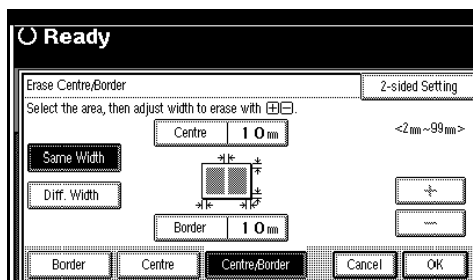 Ready
Erase Centre/Border
2-sided Setting
Select the area, then adjust width to erase with ⊞⊟.
Centre 10mm
<2mm~99mm>
Same Width
Diff. Width
+
−
Border 10mm
Border Centre Centre/Border Cancel OK